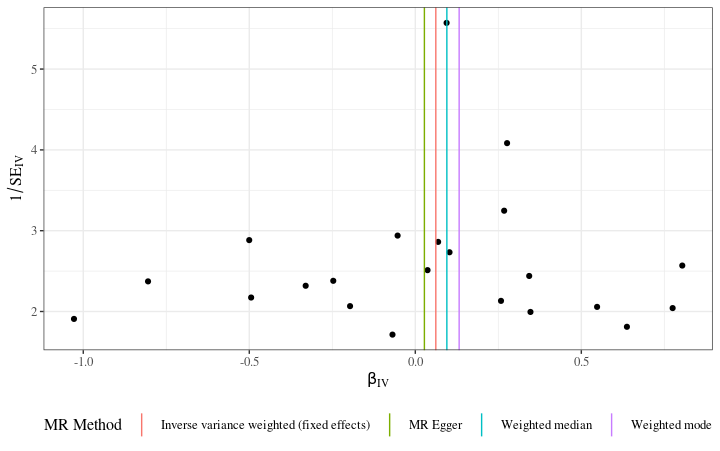 5
4
3
2
1/SE_IV
-1.0 -0.5 0.0 0.5
β_IV
MR Method Inverse variance weighted (fixed effects) MR Egger Weighted median Weighted mode